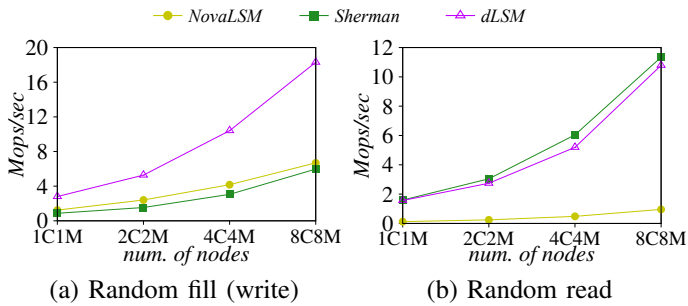 NovaLSM Sherman dLSM
20
16
12
8
4
0
Mops/sec
1C1M 2C2M 4C4M 8C8M
num. of nodes
(a) Random fill (write)
12
10
8
6
4
2
0
Mops/sec
1C1M 2C2M 4C4M 8C8M
num. of nodes
(b) Random read